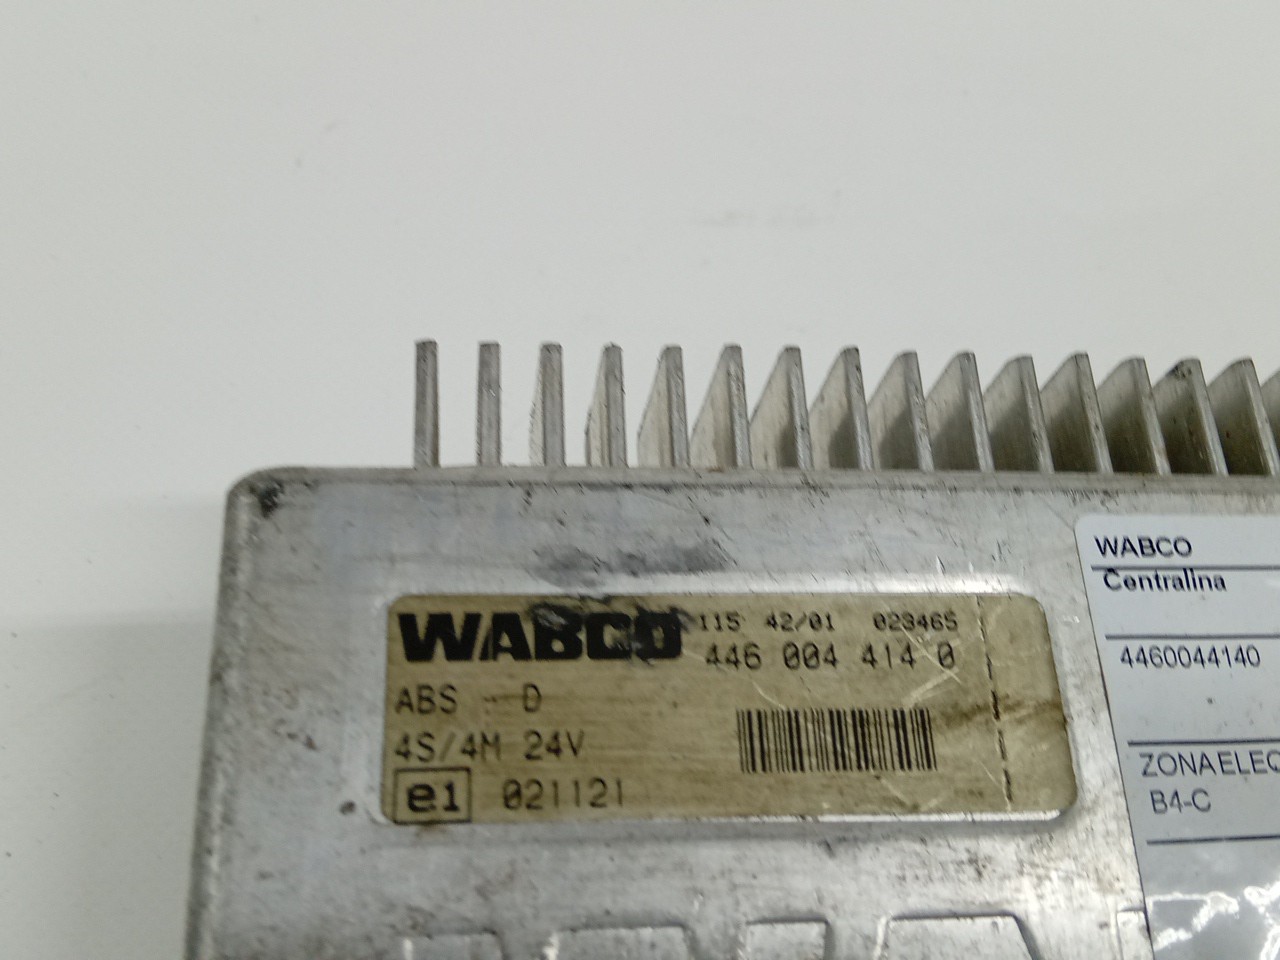 WABCO 115 42/01 023465
446 004 414 0
ABS - D
4S/4M 24V
e1 021121
WABCO
Centralina
4460044140
ZONAELEC
B4-C